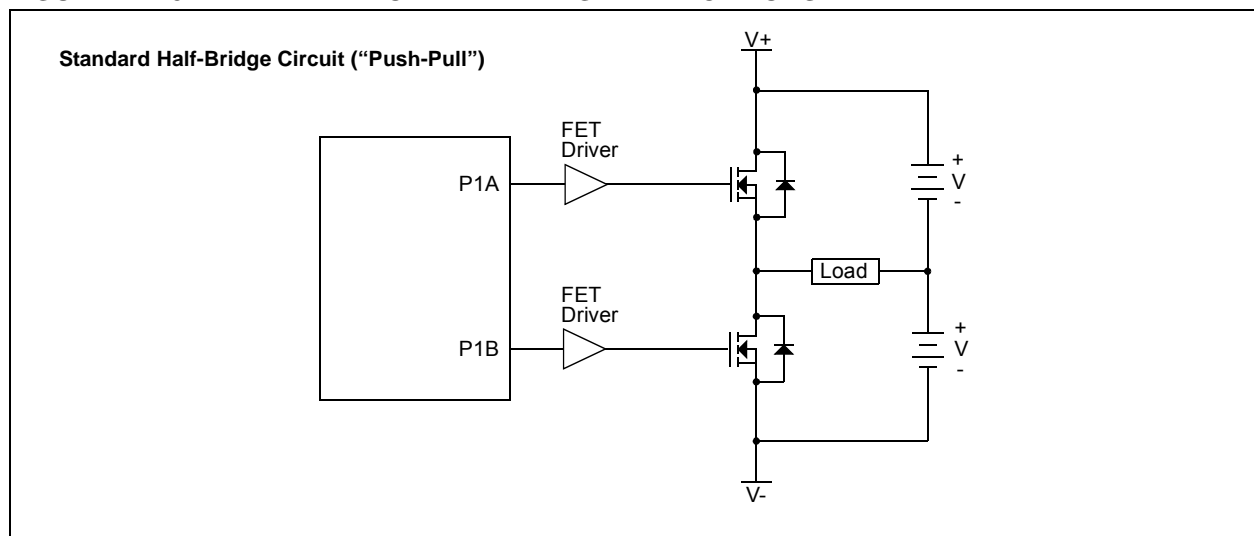 Standard Half-Bridge Circuit (“Push-Pull”)
V+
FET
Driver
P1A
+
V
-
Load
FET
Driver
P1B
+
V
-
V-